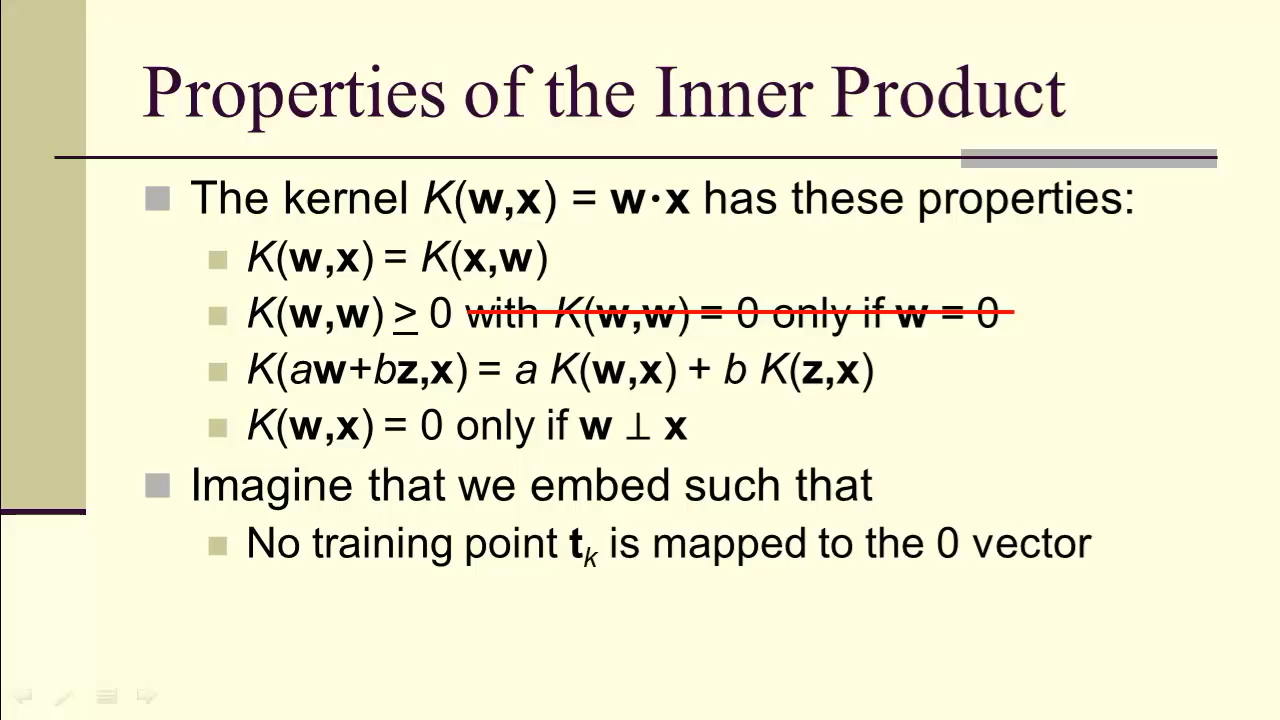 Properties of the Inner Product
The kernel K(w,x) = w·x has these properties:
K(w,x) = K(x,w)
K(w,w) ≥ 0 with K(w,w) = 0 only if w = 0
K(aw+bz,x) = a K(w,x) + b K(z,x)
K(w,x) = 0 only if w ⊥ x
Imagine that we embed such that
No training point tk is mapped to the 0 vector